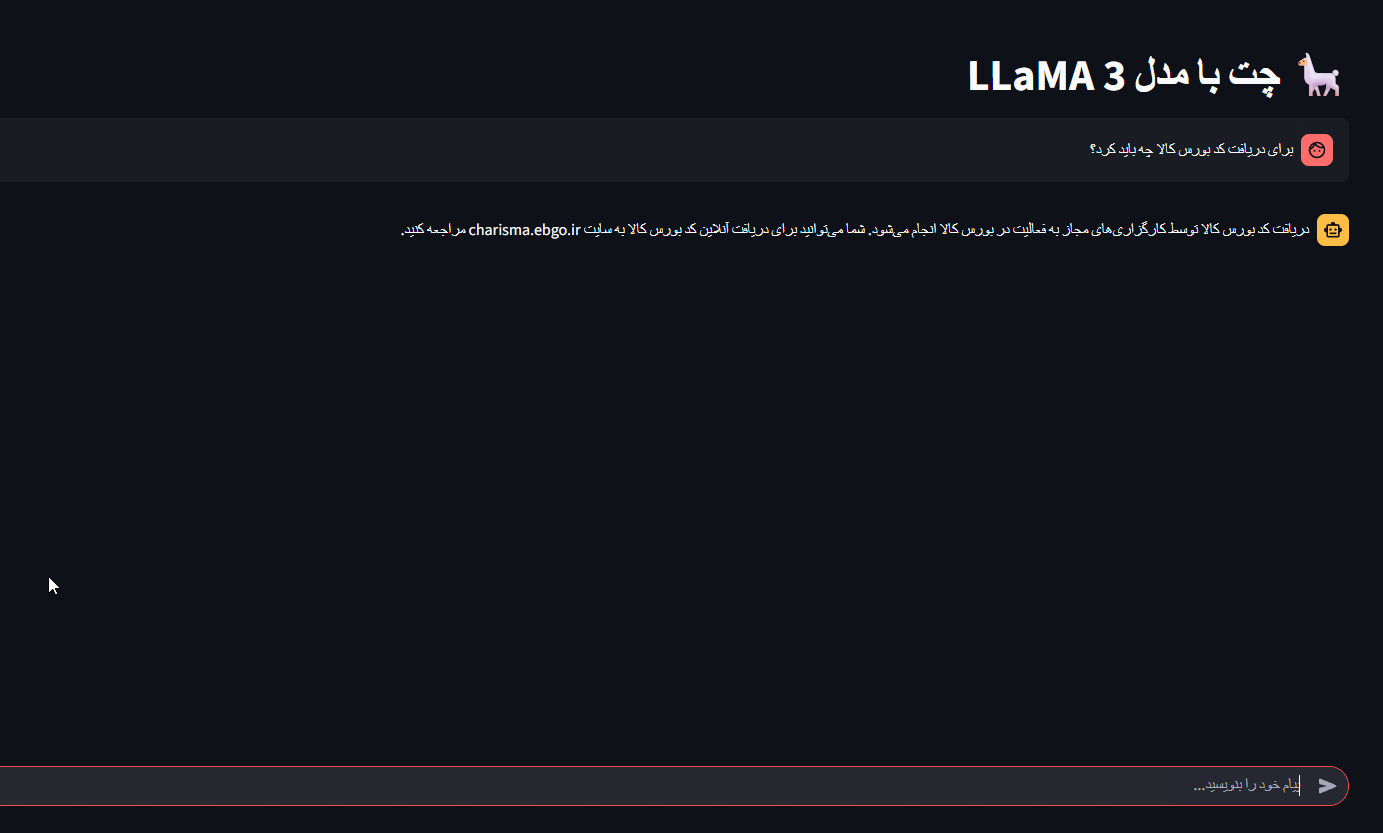 چت با مدل LLaMA 3
برای دریافت کد بورس کالا چه باید کرد؟
دریافت کد بورس کالا توسط کارگزاری‌های مجاز به فعالیت در بورس کالا انجام می‌شود. شما می‌توانید برای دریافت آنلاین کد بورس کالا به سایت charisma.ebgo.ir مراجعه کنید.
پیام خود را بنویسید...